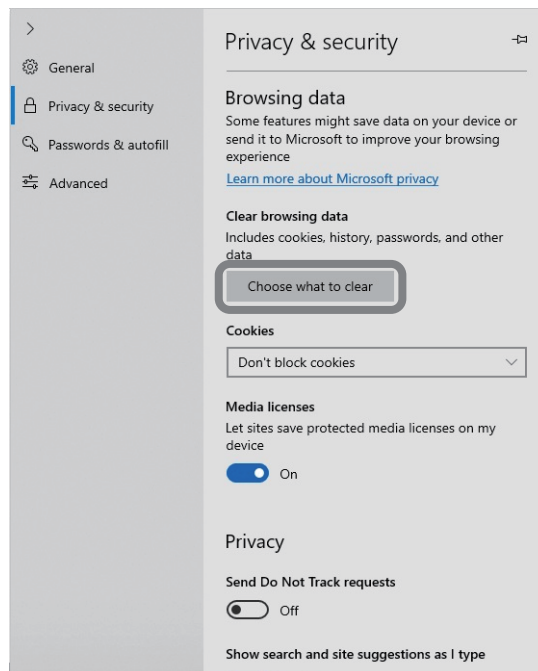 General
Privacy & security
Passwords & autofill
Advanced
Privacy & security
Browsing data
Some features might save data on your device or
send it to Microsoft to improve your browsing
experience
Learn more about Microsoft privacy
Clear browsing data
Includes cookies, history, passwords, and other
data
Choose what to clear
Cookies
Don't block cookies
Media licenses
Let sites save protected media licenses on my
device
On
Privacy
Send Do Not Track requests
Off
Show search and site suggestions as I type